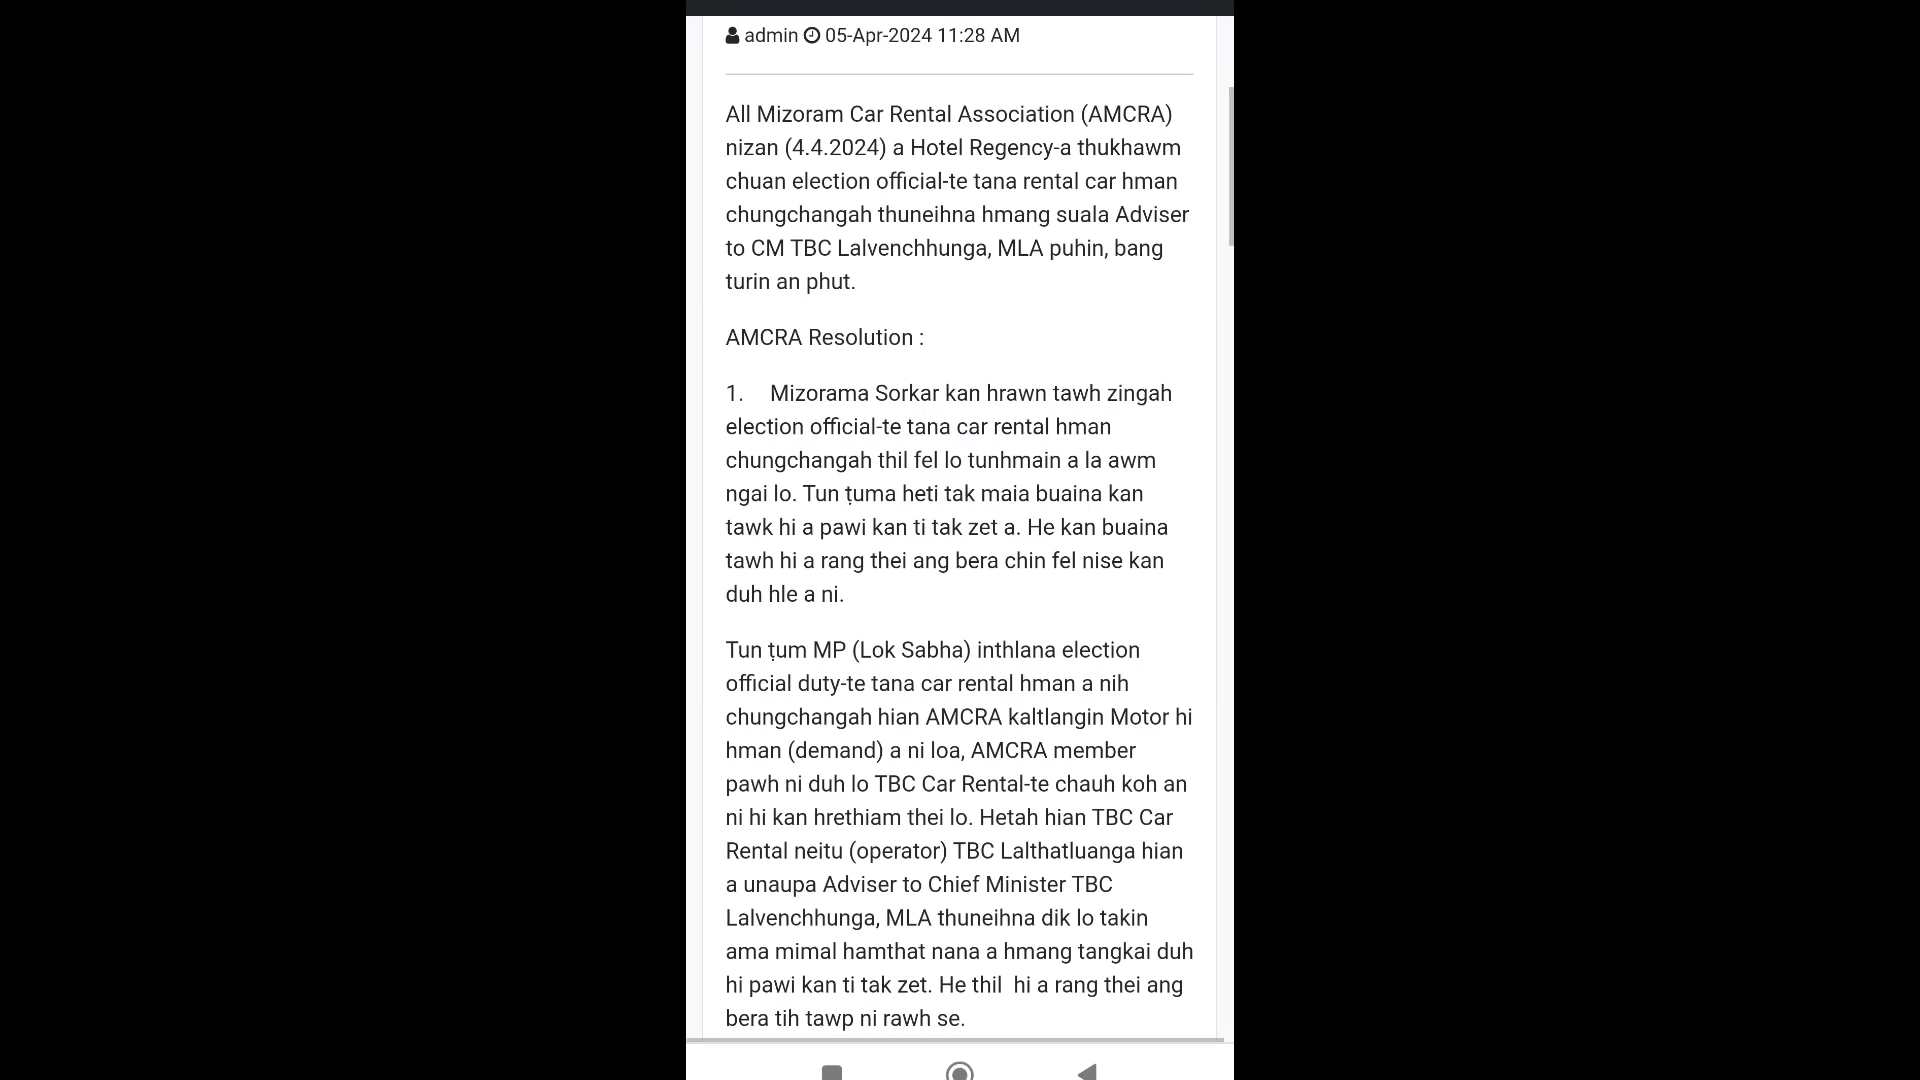 admin 05-Apr-2024 11:28 AM
All Mizoram Car Rental Association (AMCRA)
nizan (4.4.2024) a Hotel Regency-a thukhawm
chuan election official-te tana rental car hman
chungchangah thuneihna hmang suala Adviser
to CM TBC Lalvenchhunga, MLA puhin, bang
turin an phut.
AMCRA Resolution :
1. Mizorama Sorkar kan hrawn tawh zingah
election official-te tana car rental hman
chungchangah thil fel lo tunhmain a la awm
ngai lo. Tun ṭuma heti tak maia buaina kan
tawk hi a pawi kan ti tak zet a. He kan buaina
tawh hi a rang thei ang bera chin fel nise kan
duh hle a ni.
Tun ṭum MP (Lok Sabha) inthlana election
official duty-te tana car rental hman a nih
chungchangah hian AMCRA kaltlangin Motor hi
hman (demand) a ni loa, AMCRA member
pawh ni duh lo TBC Car Rental-te chauh koh an
ni hi kan hrethiam thei lo. Hetah hian TBC Car
Rental neitu (operator) TBC Lalthatluanga hian
a unaupa Adviser to Chief Minister TBC
Lalvenchhunga, MLA thuneihna dik lo takin
ama mimal hamthat nana a hmang tangkai duh
hi pawi kan ti tak zet. He thil hi a rang thei ang
bera tih tawp ni rawh se.